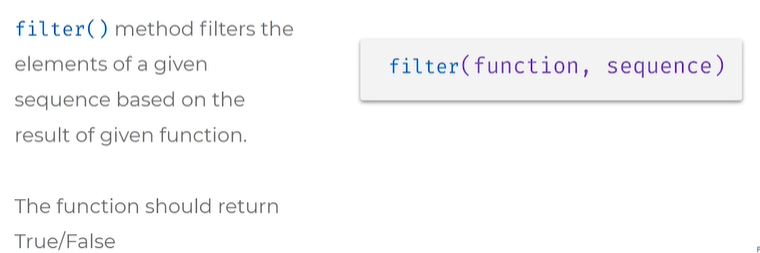 filter() method filters the
elements of a given
sequence based on the
result of given function.
The function should return
True/False
filter(function, sequence)